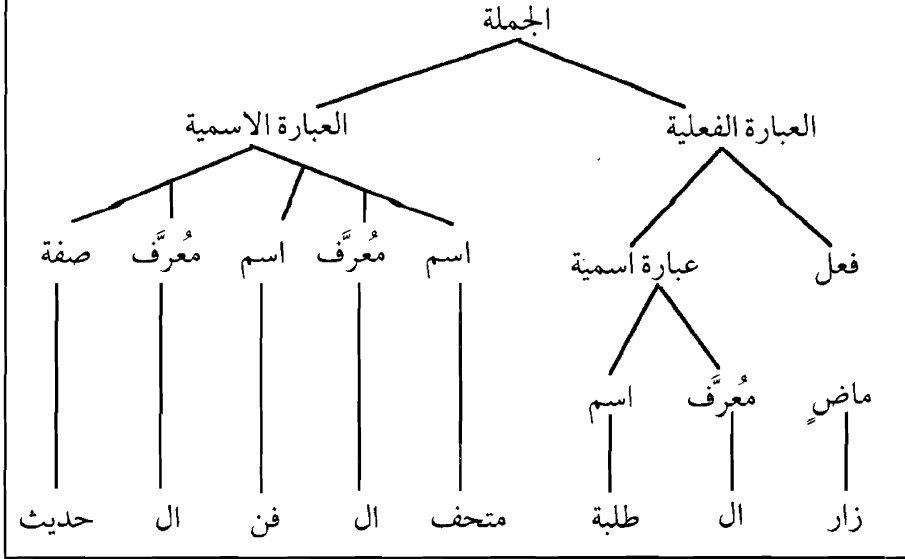 الجملة
العبارة الفعلية العبارة الاسمية
فعل عبارة اسمية اسم مُعرَّف اسم مُعرَّف صفة
ماضٍ مُعرَّف اسم
زار ال طلبة متحف ال فن ال حديث